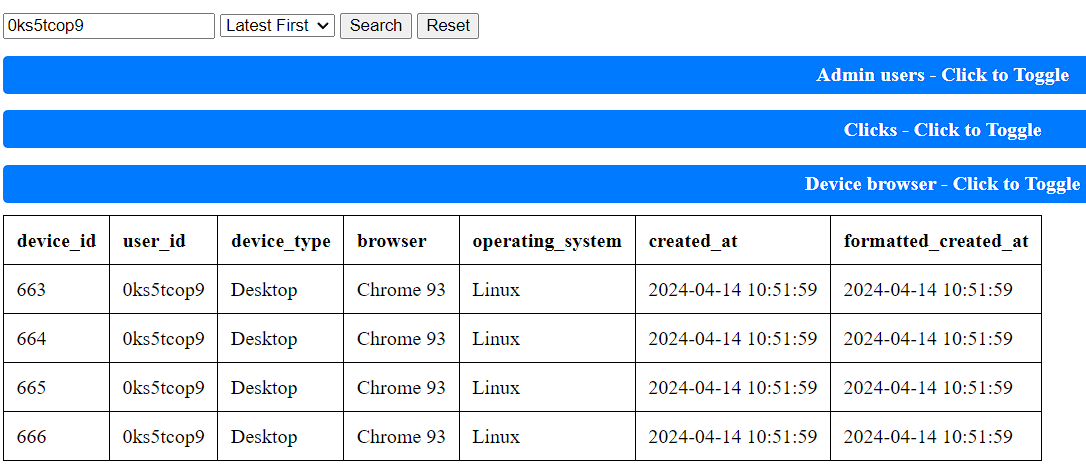 0ks5tcop9 Latest First Search Reset
Admin users - Click to Toggle
Clicks - Click to Toggle
Device browser - Click to Toggle
device_id user_id device_type browser operating_system created_at formatted_created_at
663 0ks5tcop9 Desktop Chrome 93 Linux 2024-04-14 10:51:59 2024-04-14 10:51:59
664 0ks5tcop9 Desktop Chrome 93 Linux 2024-04-14 10:51:59 2024-04-14 10:51:59
665 0ks5tcop9 Desktop Chrome 93 Linux 2024-04-14 10:51:59 2024-04-14 10:51:59
666 0ks5tcop9 Desktop Chrome 93 Linux 2024-04-14 10:51:59 2024-04-14 10:51:59